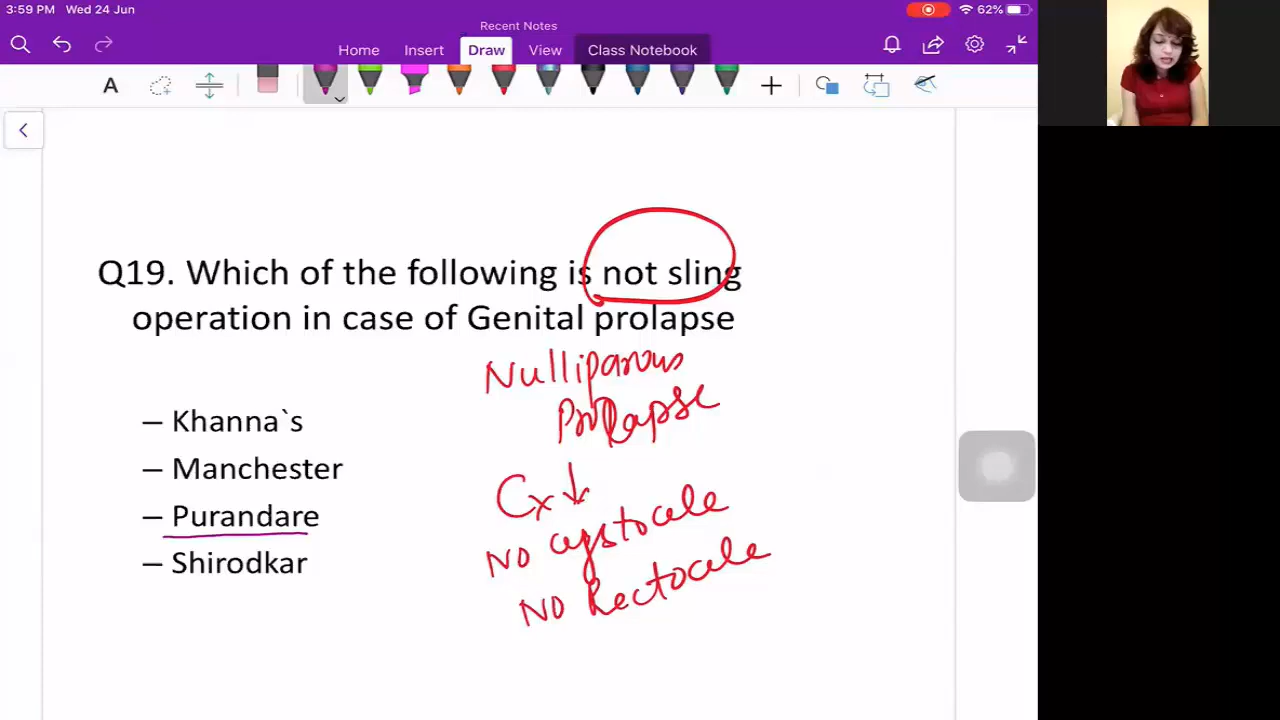 3:59 PM Wed 24 Jun
62%
Recent Notes
Home Insert Draw View Class Notebook
A
Q19. Which of the following is not sling
operation in case of Genital prolapse
Nulliparous
Prolapse
– Khanna`s
– Manchester
Cx ↓
– Purandare
No cystocele
– Shirodkar
No Rectocele